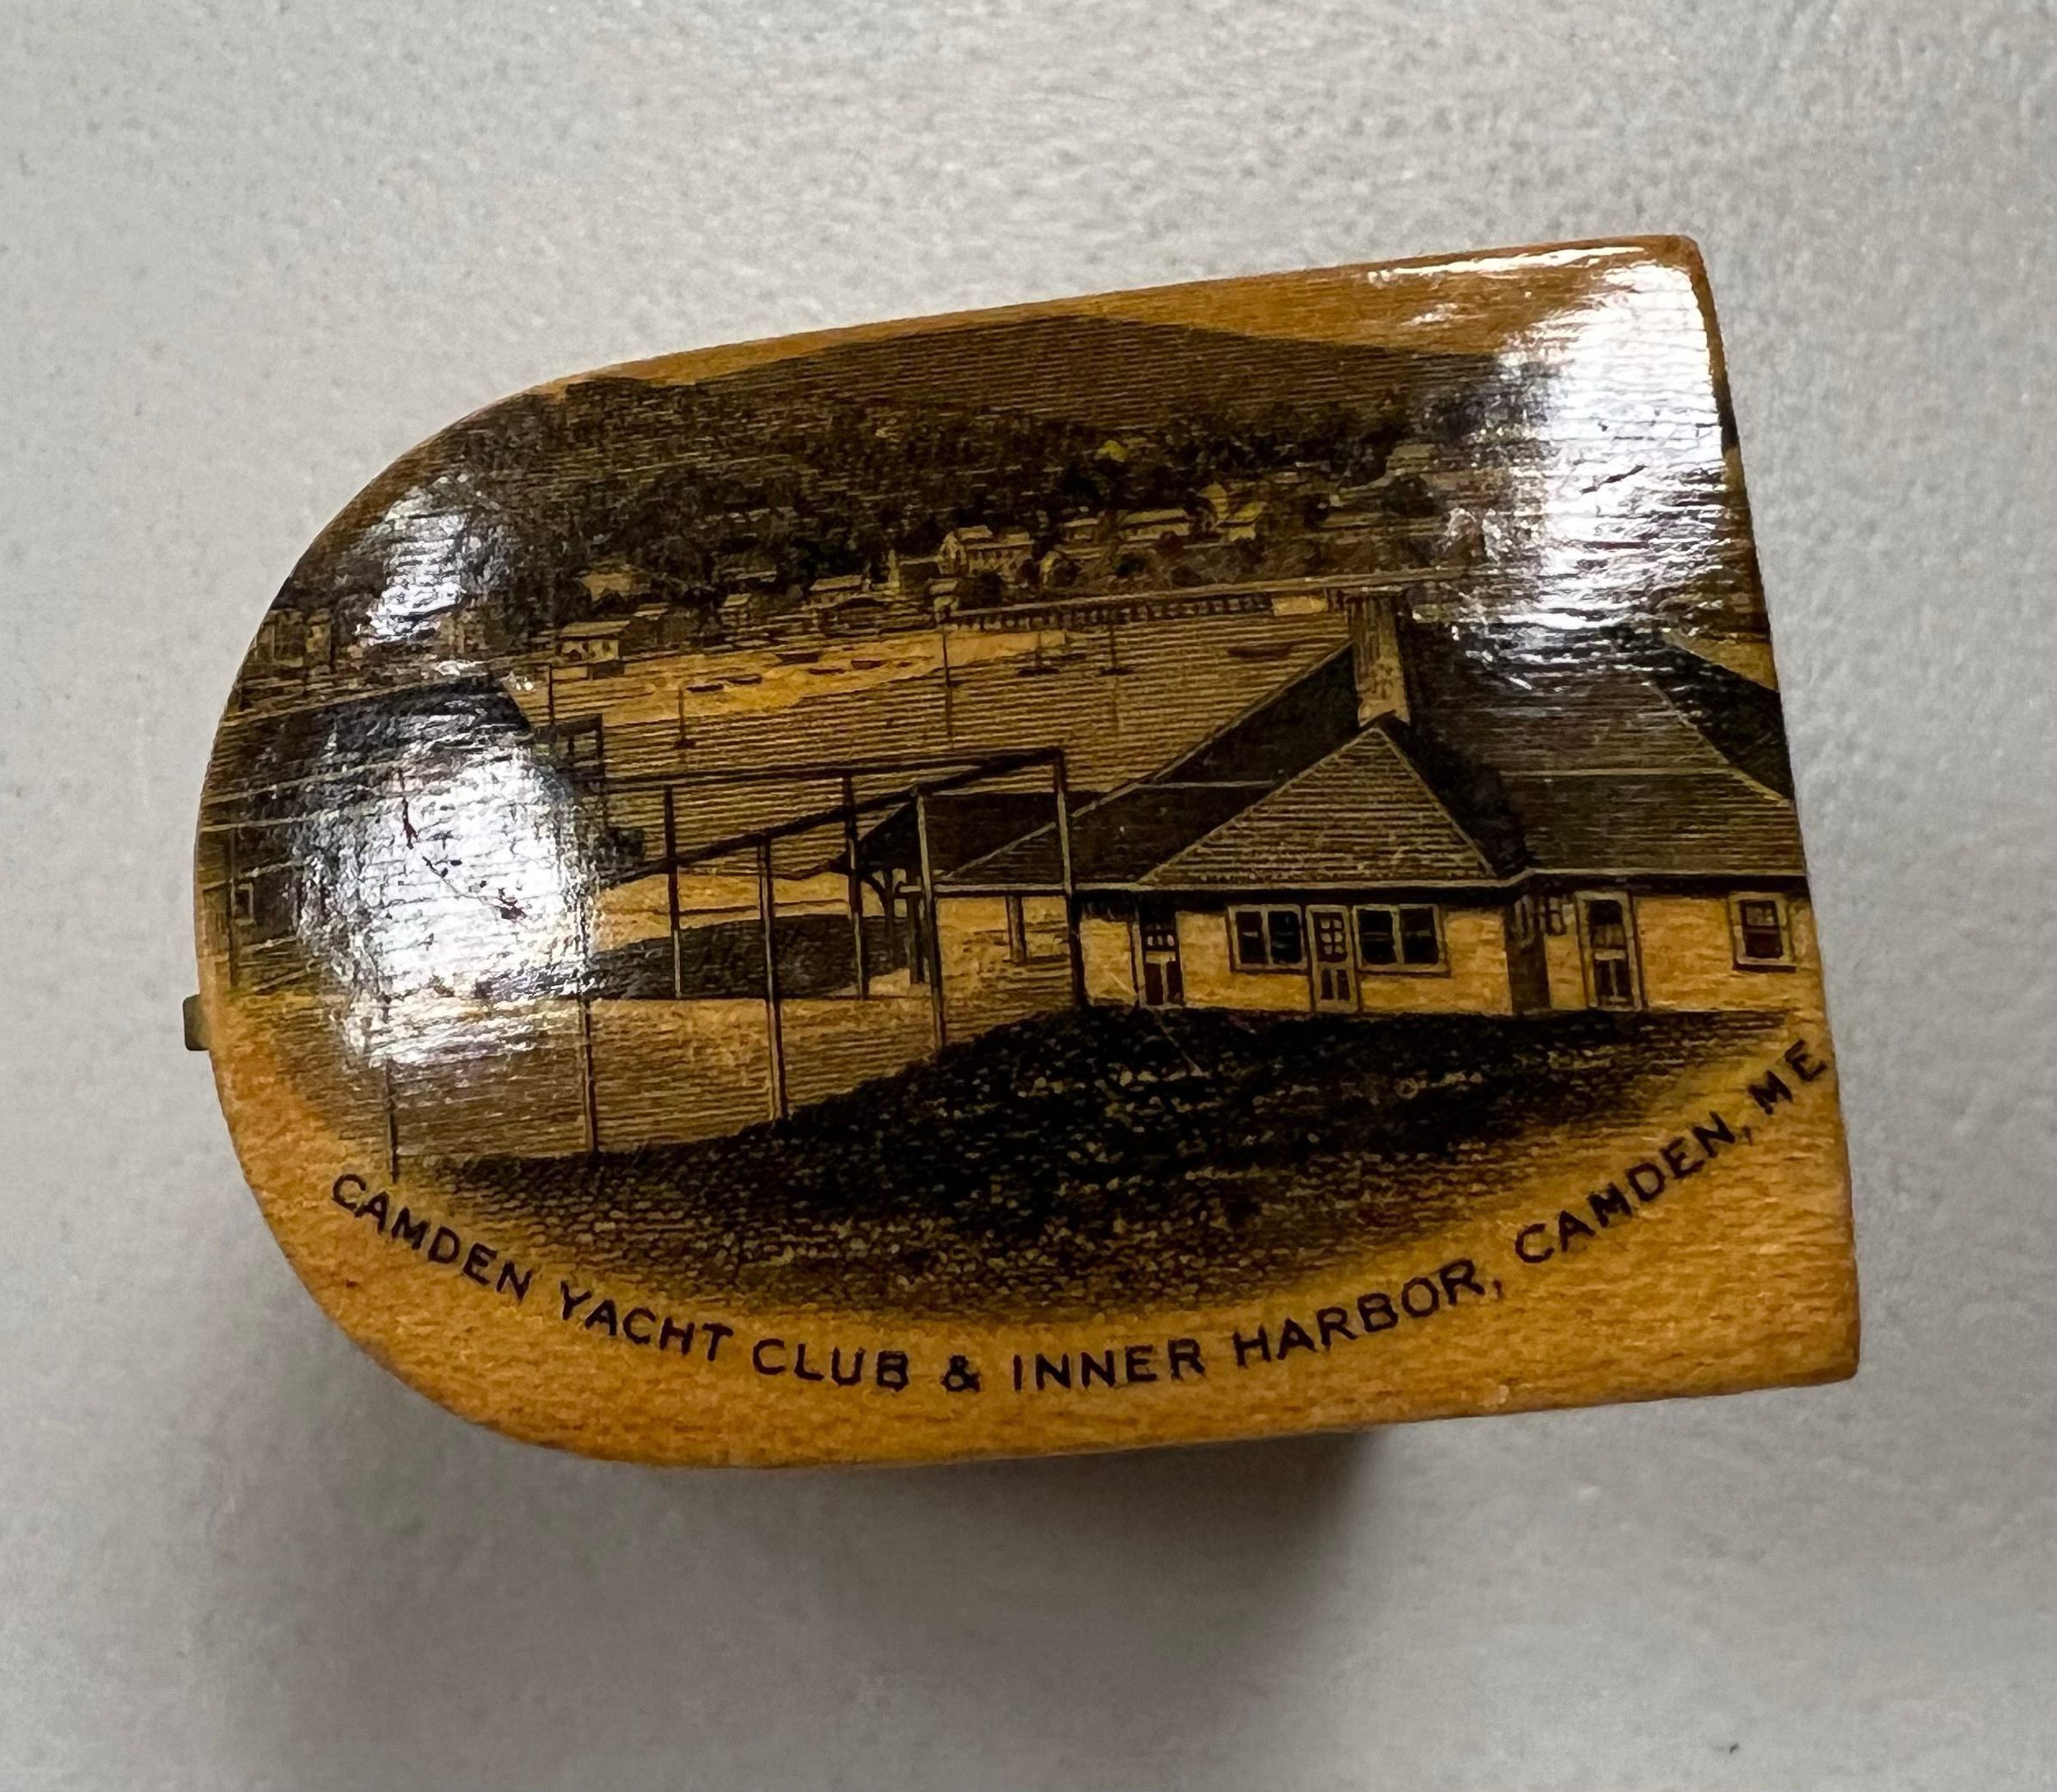 CAMDEN YACHT CLUB & INNER HARBOR, CAMDEN, ME